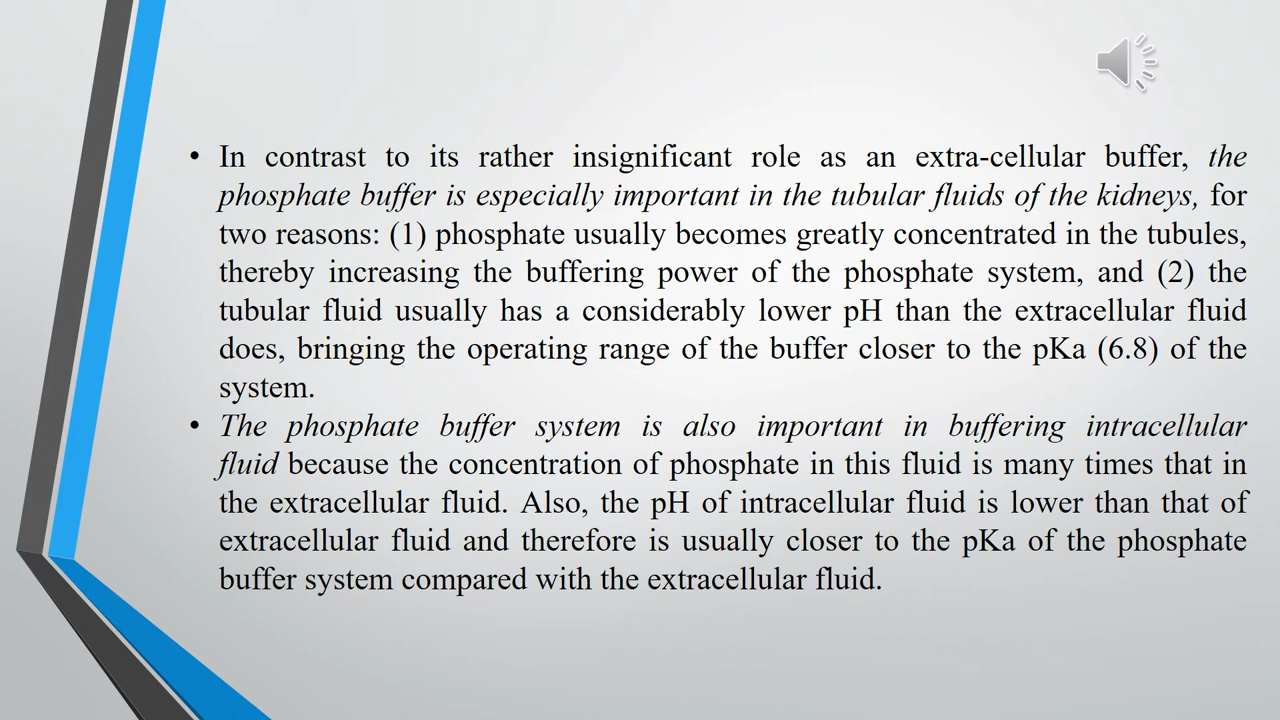 • In contrast to its rather insignificant role as an extra-cellular buffer, the
phosphate buffer is especially important in the tubular fluids of the kidneys, for
two reasons: (1) phosphate usually becomes greatly concentrated in the tubules,
thereby increasing the buffering power of the phosphate system, and (2) the
tubular fluid usually has a considerably lower pH than the extracellular fluid
does, bringing the operating range of the buffer closer to the pKa (6.8) of the
system.
• The phosphate buffer system is also important in buffering intracellular
fluid because the concentration of phosphate in this fluid is many times that in
the extracellular fluid. Also, the pH of intracellular fluid is lower than that of
extracellular fluid and therefore is usually closer to the pKa of the phosphate
buffer system compared with the extracellular fluid.